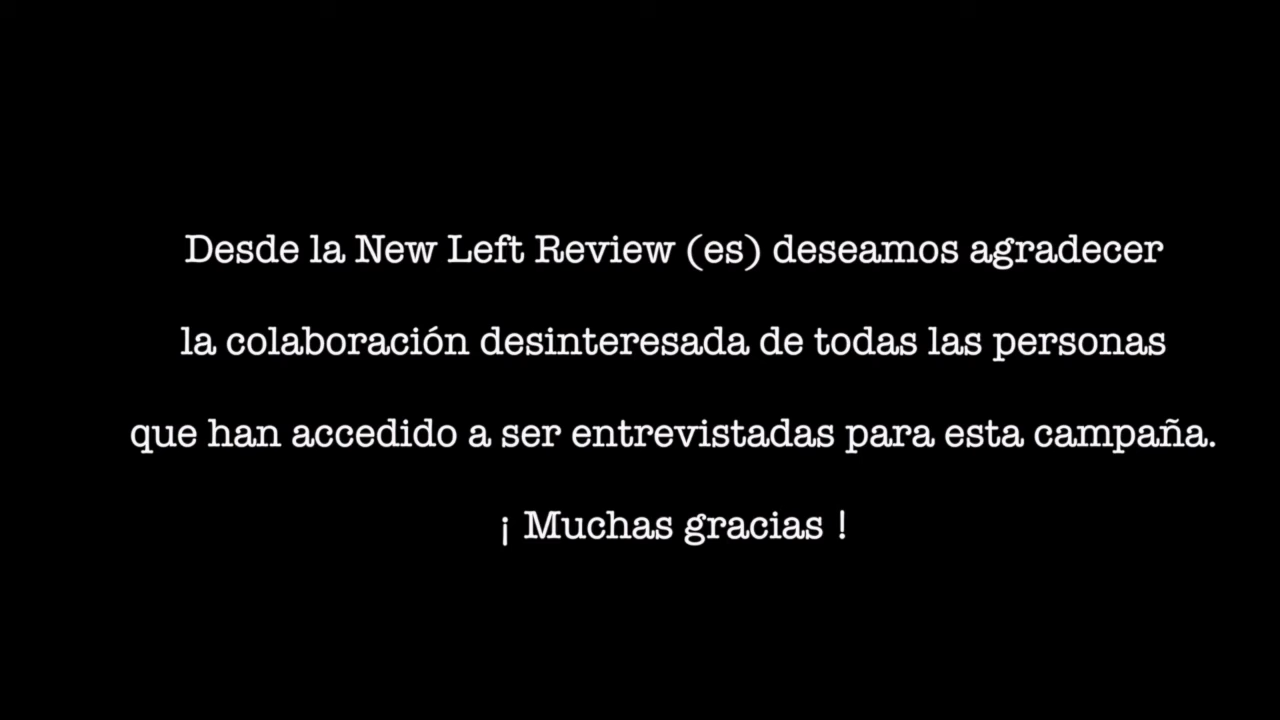 Desde la New Left Review (es) deseamos agradecer
la colaboración desinteresada de todas las personas
que han accedido a ser entrevistadas para esta campaña.
¡ Muchas gracias !